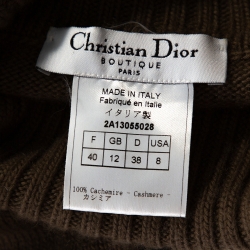 Christian Dior
BOUTIQUE
PARIS
MADE IN ITALY
Fabriqué en Italie
イタリア製
2A13055028
F GB D USA
40 12 38 8
100% Cachemire - Cashmere -
カシミア